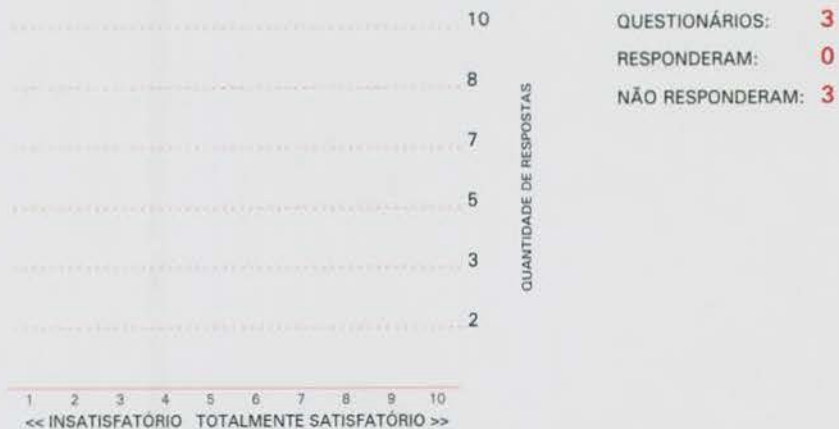 10
8
7
5
3
2
QUANTIDADE DE RESPOSTAS
1 2 3 4 5 6 7 8 9 10
<< INSATISFATÓRIO TOTALMENTE SATISFATÓRIO >>
QUESTIONÁRIOS: 3
RESPONDERAM: 0
NÃO RESPONDERAM: 3